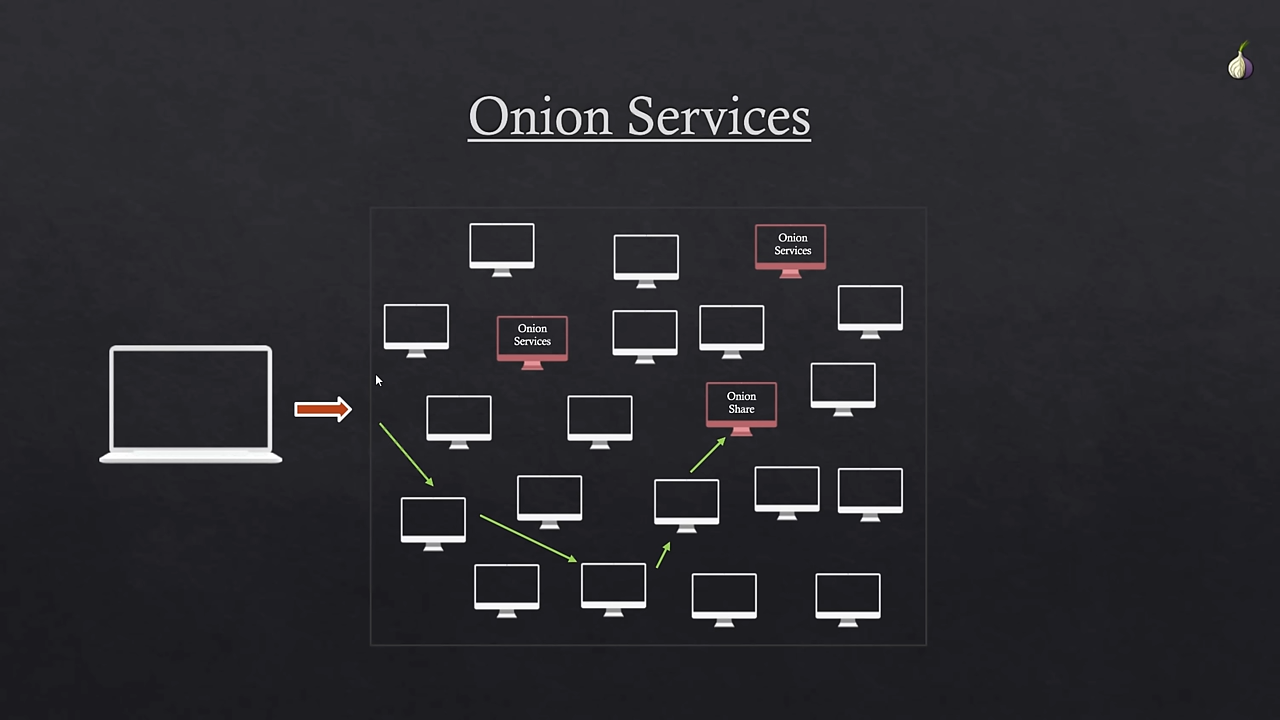 Onion Services
Onion
Services
Onion
Services
Onion
Share